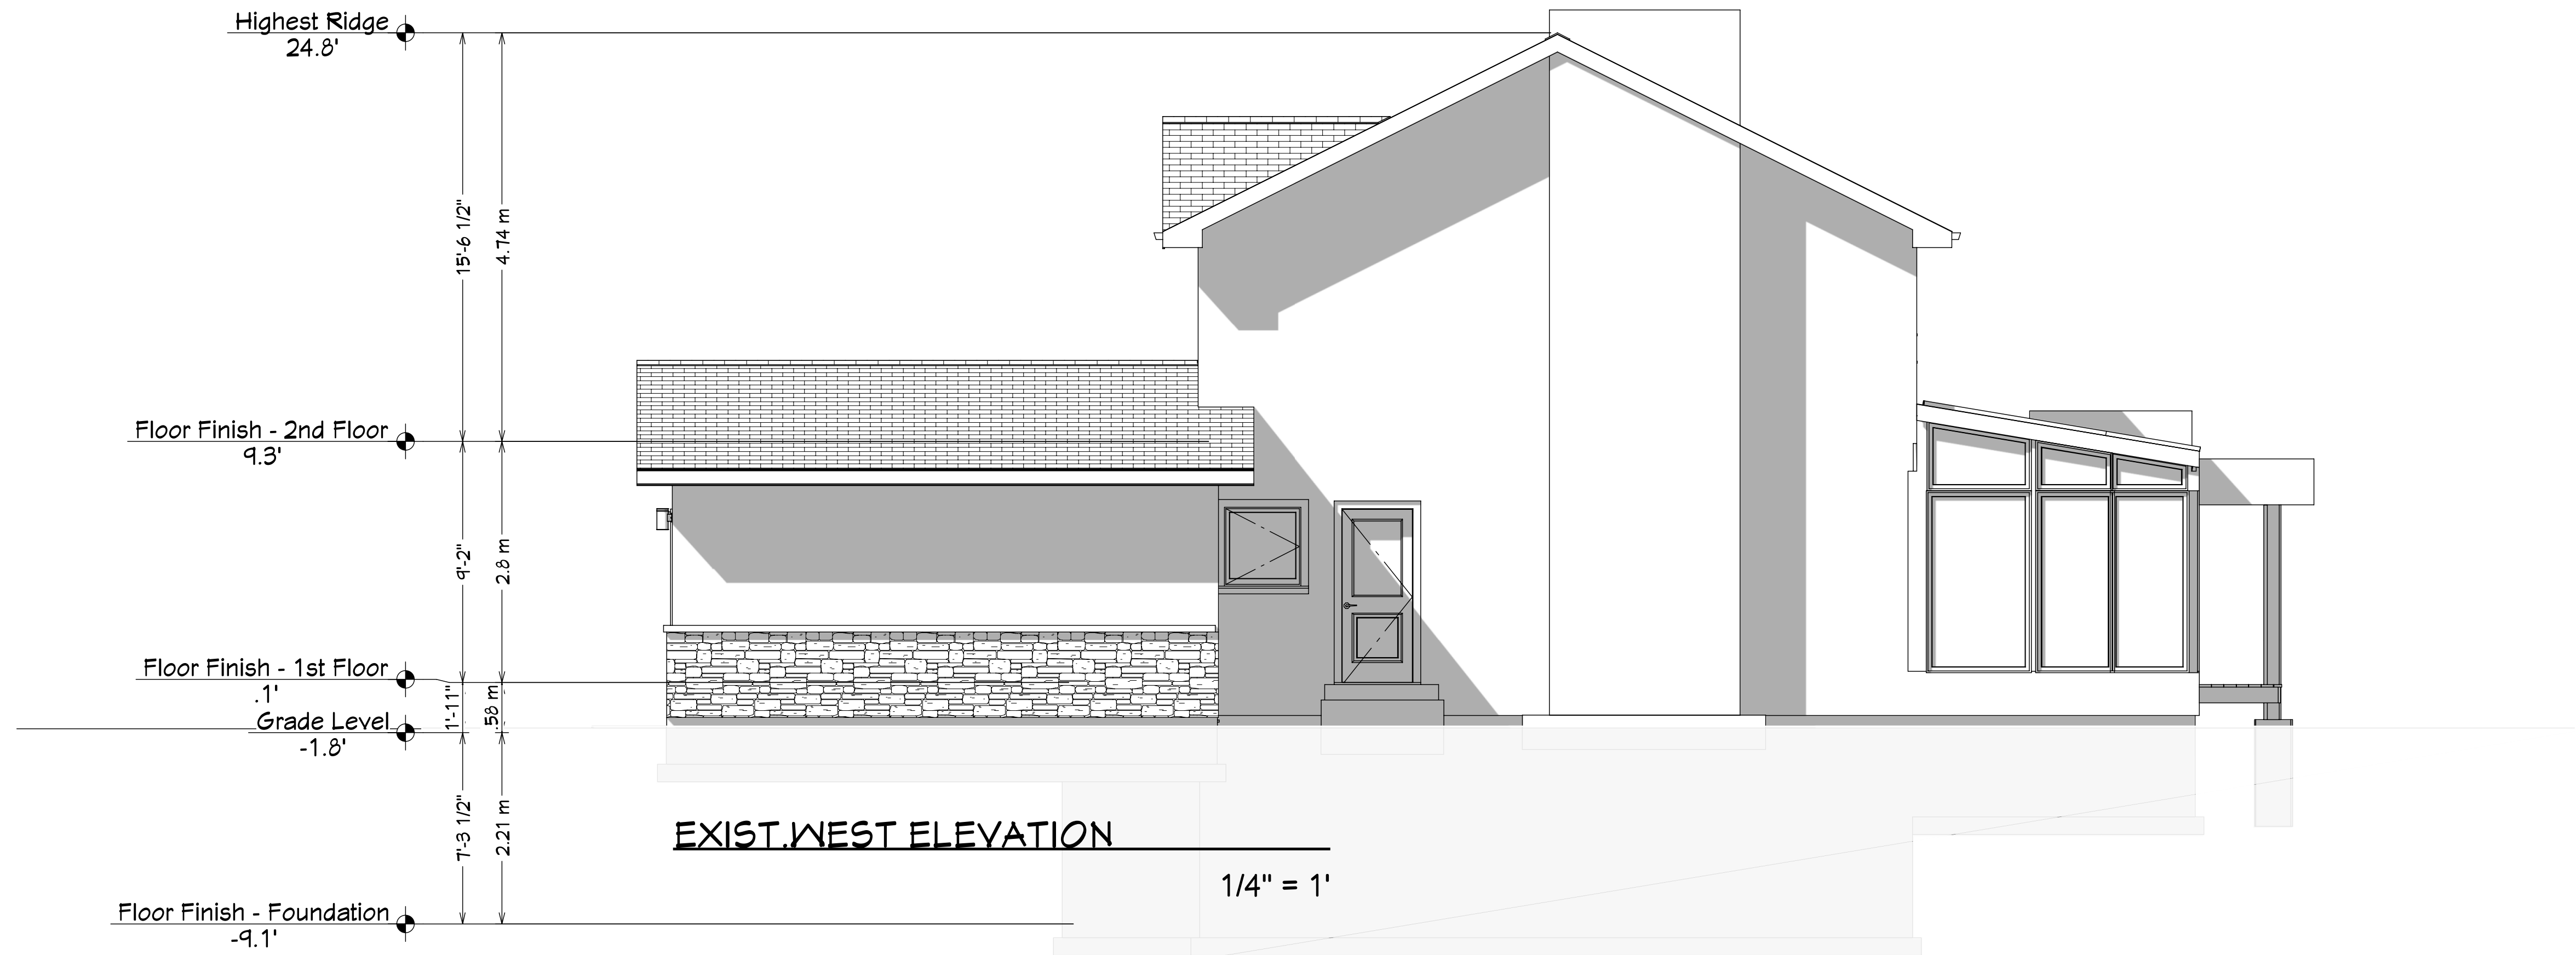 Highest Ridge
24.8'
15'-6 1/2"
4.74 m
Floor Finish - 2nd Floor
9.3'
9'-2"
2.8 m
Floor Finish - 1st Floor
.1'
1'-11"
.58 m
Grade Level
-1.8'
7'-3 1/2"
2.21 m
Floor Finish - Foundation
-9.1'
EXIST.WEST ELEVATION
1/4" = 1'